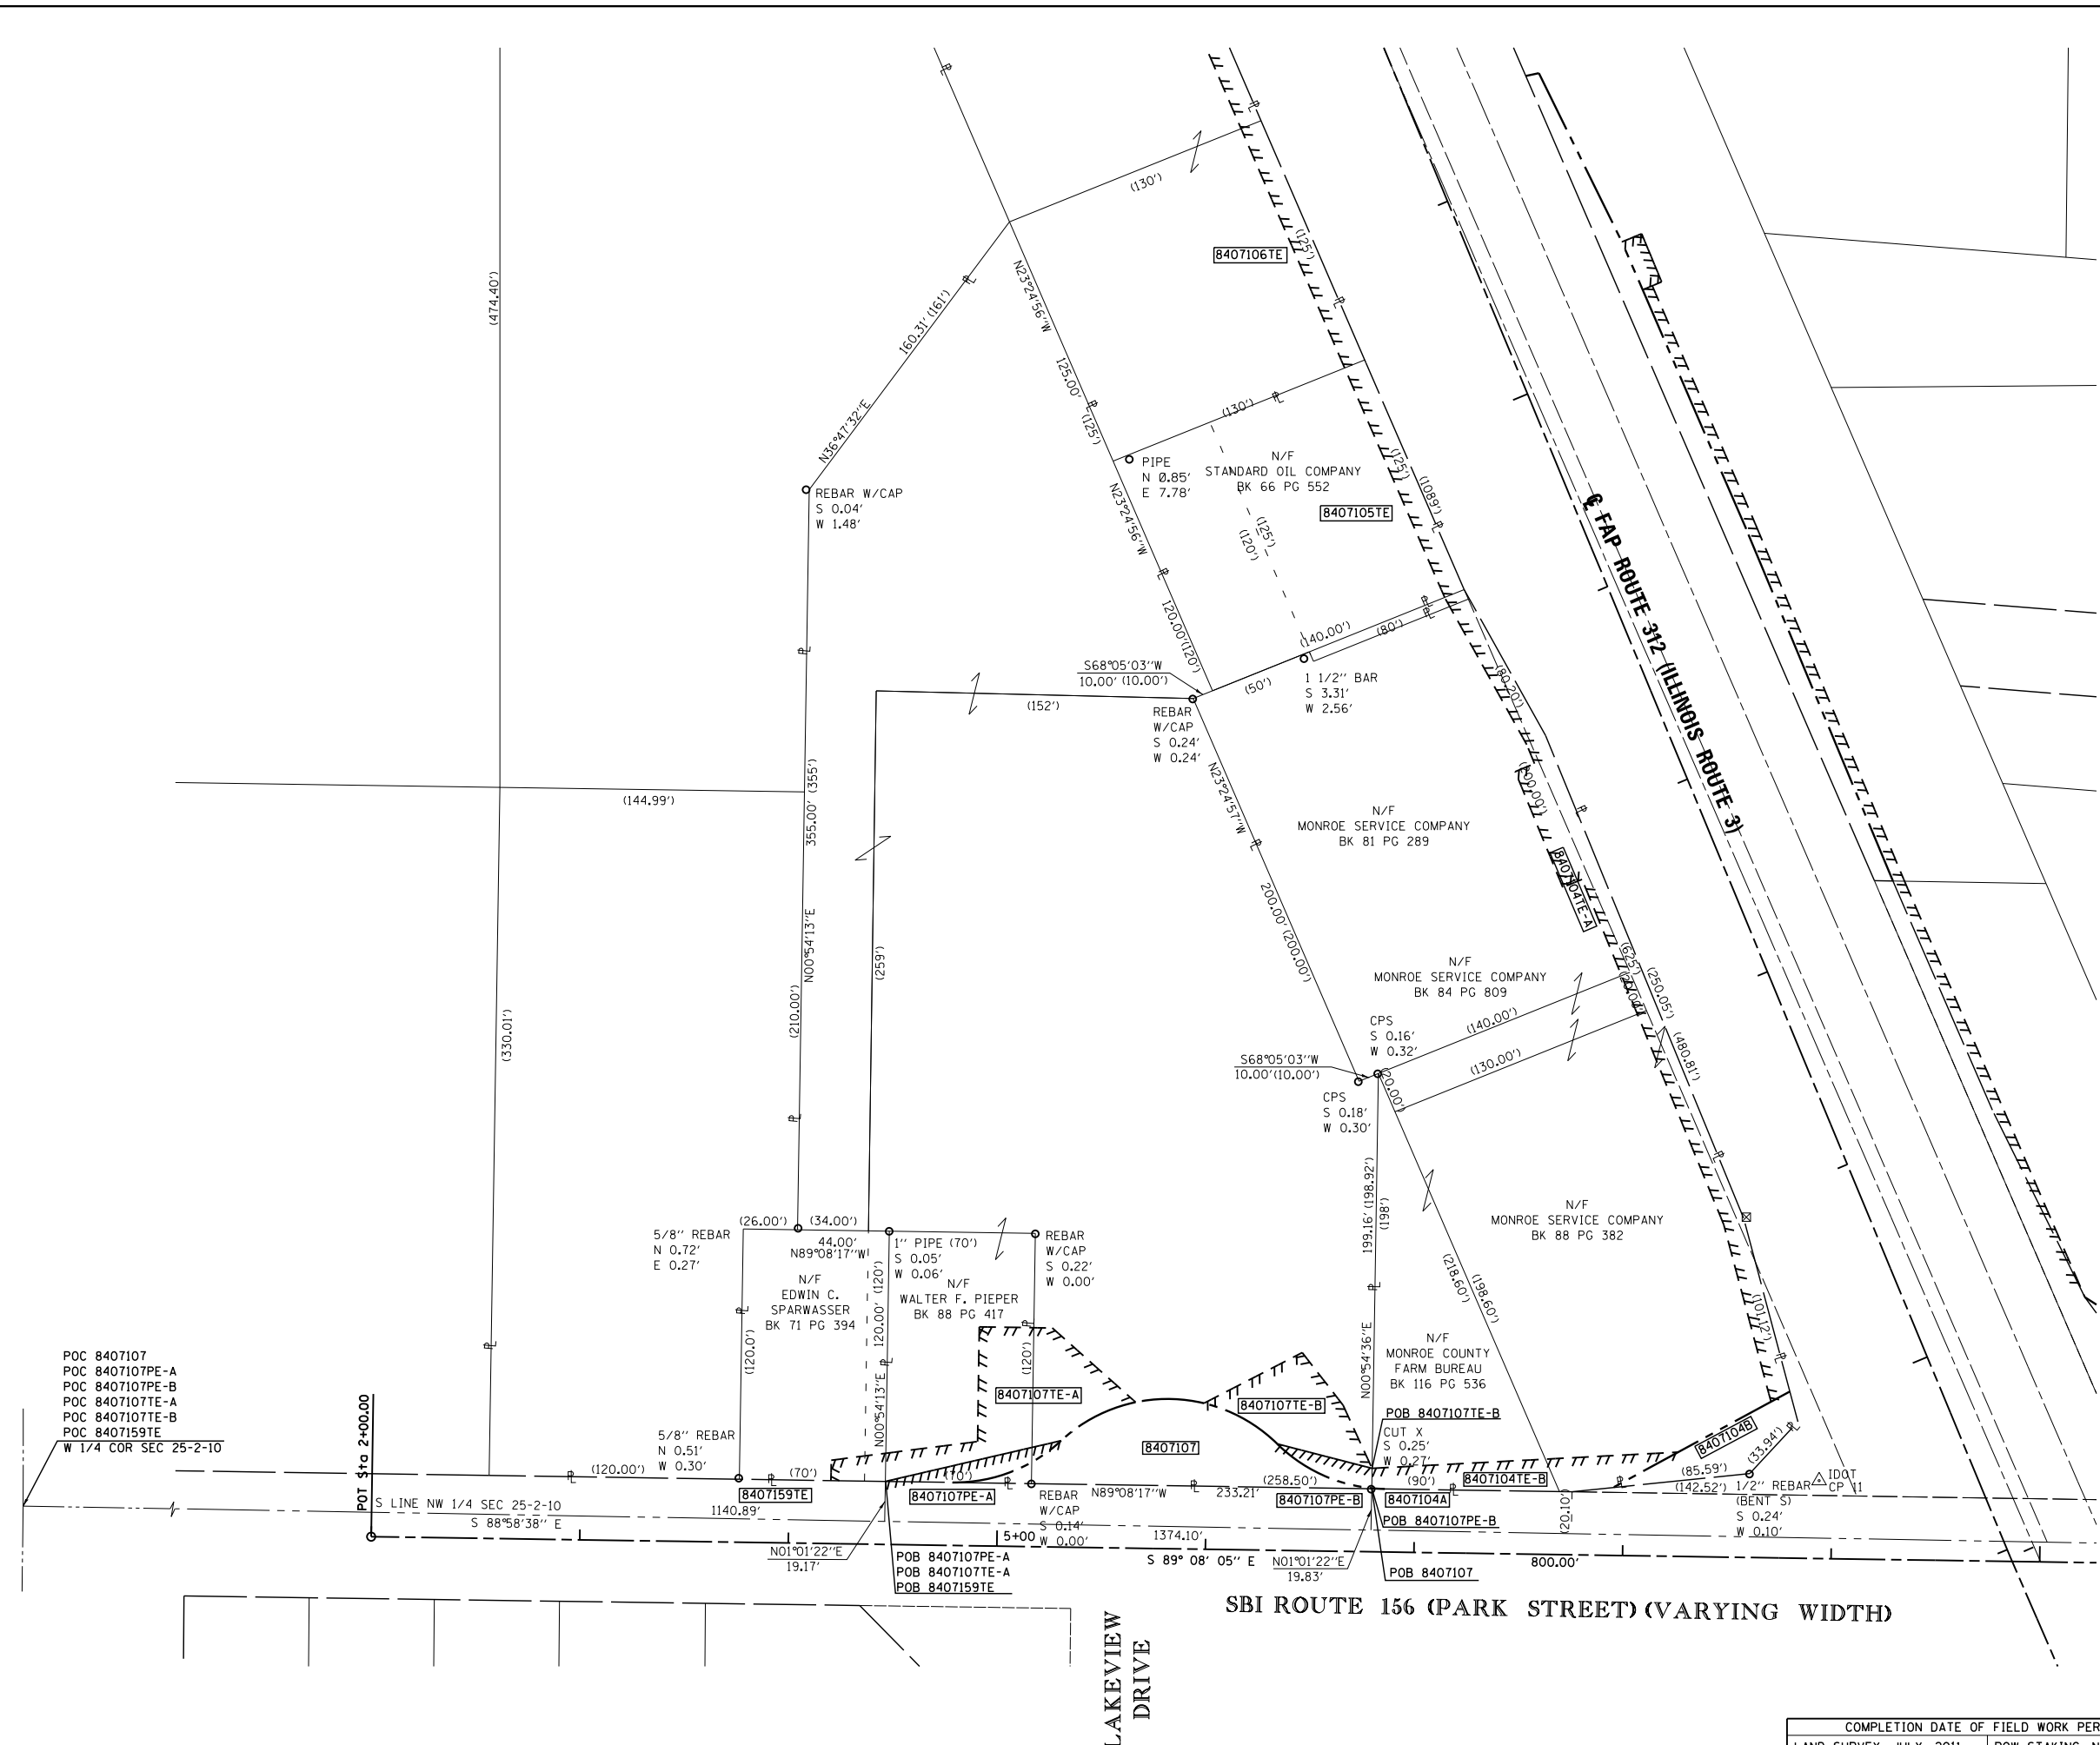 (130')
(474.40')
8407106TE
(125')
N23°24'56"W
125.00' (125')
160.31' (161')
N36°47'32"E
(130')
PIPE
N 0.85'
E 7.78'
N/F
STANDARD OIL COMPANY
BK 66 PG 552
(125')
(1089')
8407105TE
REBAR W/CAP
S 0.04'
W 1.48'
N23°24'56"W
120.00'(120')
(125')
(120')
℄ FAP ROUTE 312 (ILLINOIS ROUTE 3)
(140.00')
(80')
(50')
S68°05'03"W
10.00' (10.00')
1 1/2" BAR
S 3.31'
W 2.56'
(80.20')
(152')
REBAR
W/CAP
S 0.24'
W 0.24'
(200.00')
(144.99')
355.00' (355')
N00°54'13"E
(210.00')
N23°24'57"W
200.00' (200.00')
N/F
MONROE SERVICE COMPANY
BK 81 PG 289
8407104TE-A
(259')
(330.01')
N/F
MONROE SERVICE COMPANY
BK 84 PG 809
(625')
(20.00')
(250.05')
(140.00')
(130.00')
(480.81')
CPS
S 0.16'
W 0.32'
S68°05'03"W
10.00'(10.00')
(20.00')
CPS
S 0.18'
W 0.30'
199.16' (198.92')
(198')
N/F
MONROE SERVICE COMPANY
BK 88 PG 382
(26.00')
(34.00')
44.00'
N89°08'17"W
5/8" REBAR
N 0.72'
E 0.27'
1" PIPE (70')
S 0.05'
W 0.06'
REBAR
W/CAP
S 0.22'
W 0.00'
N/F
EDWIN C.
SPARWASSER
BK 71 PG 394
N/F
WALTER F. PIEPER
BK 88 PG 417
120.00' (120')
N00°54'13"E
(120.0')
(120')
(218.60')
(198.60')
(101.12')
N00°54'36"E
N/F
MONROE COUNTY
FARM BUREAU
BK 116 PG 536
POC 8407107
POC 8407107PE-A
POC 8407107PE-B
POC 8407107TE-A
POC 8407107TE-B
POC 8407159TE
W 1/4 COR SEC 25-2-10
POT Sta 2+00.00
8407107TE-A
8407107TE-B
8407107
POB 8407107TE-B
CUT X
S 0.25'
W 0.27'
8407104B
(33.94')
5/8" REBAR
N 0.51'
W 0.30'
(120.00')
(70')
(70')
8407159TE
8407107PE-A
REBAR
W/CAP
S 0.14'
W 0.00'
N89°08'17"W
233.21'
(258.50')
8407107PE-B
(90')
8407104A
8407104TE-B
POB 8407107PE-B
(85.59')
(142.52')
1/2" REBAR
(BENT S)
S 0.24'
W 0.10'
IDOT
CP 11
(20.10')
S LINE NW 1/4 SEC 25-2-10
S 88°58'38" E
1140.89'
5+00
1374.10'
S 89° 08' 05" E
800.00'
N01°01'22"E
19.17'
POB 8407107PE-A
POB 8407107TE-A
POB 8407159TE
N01°01'22"E
19.83'
POB 8407107
SBI ROUTE 156 (PARK STREET) (VARYING WIDTH)
LAKEVIEW
DRIVE
COMPLETION DATE OF FIELD WORK PER